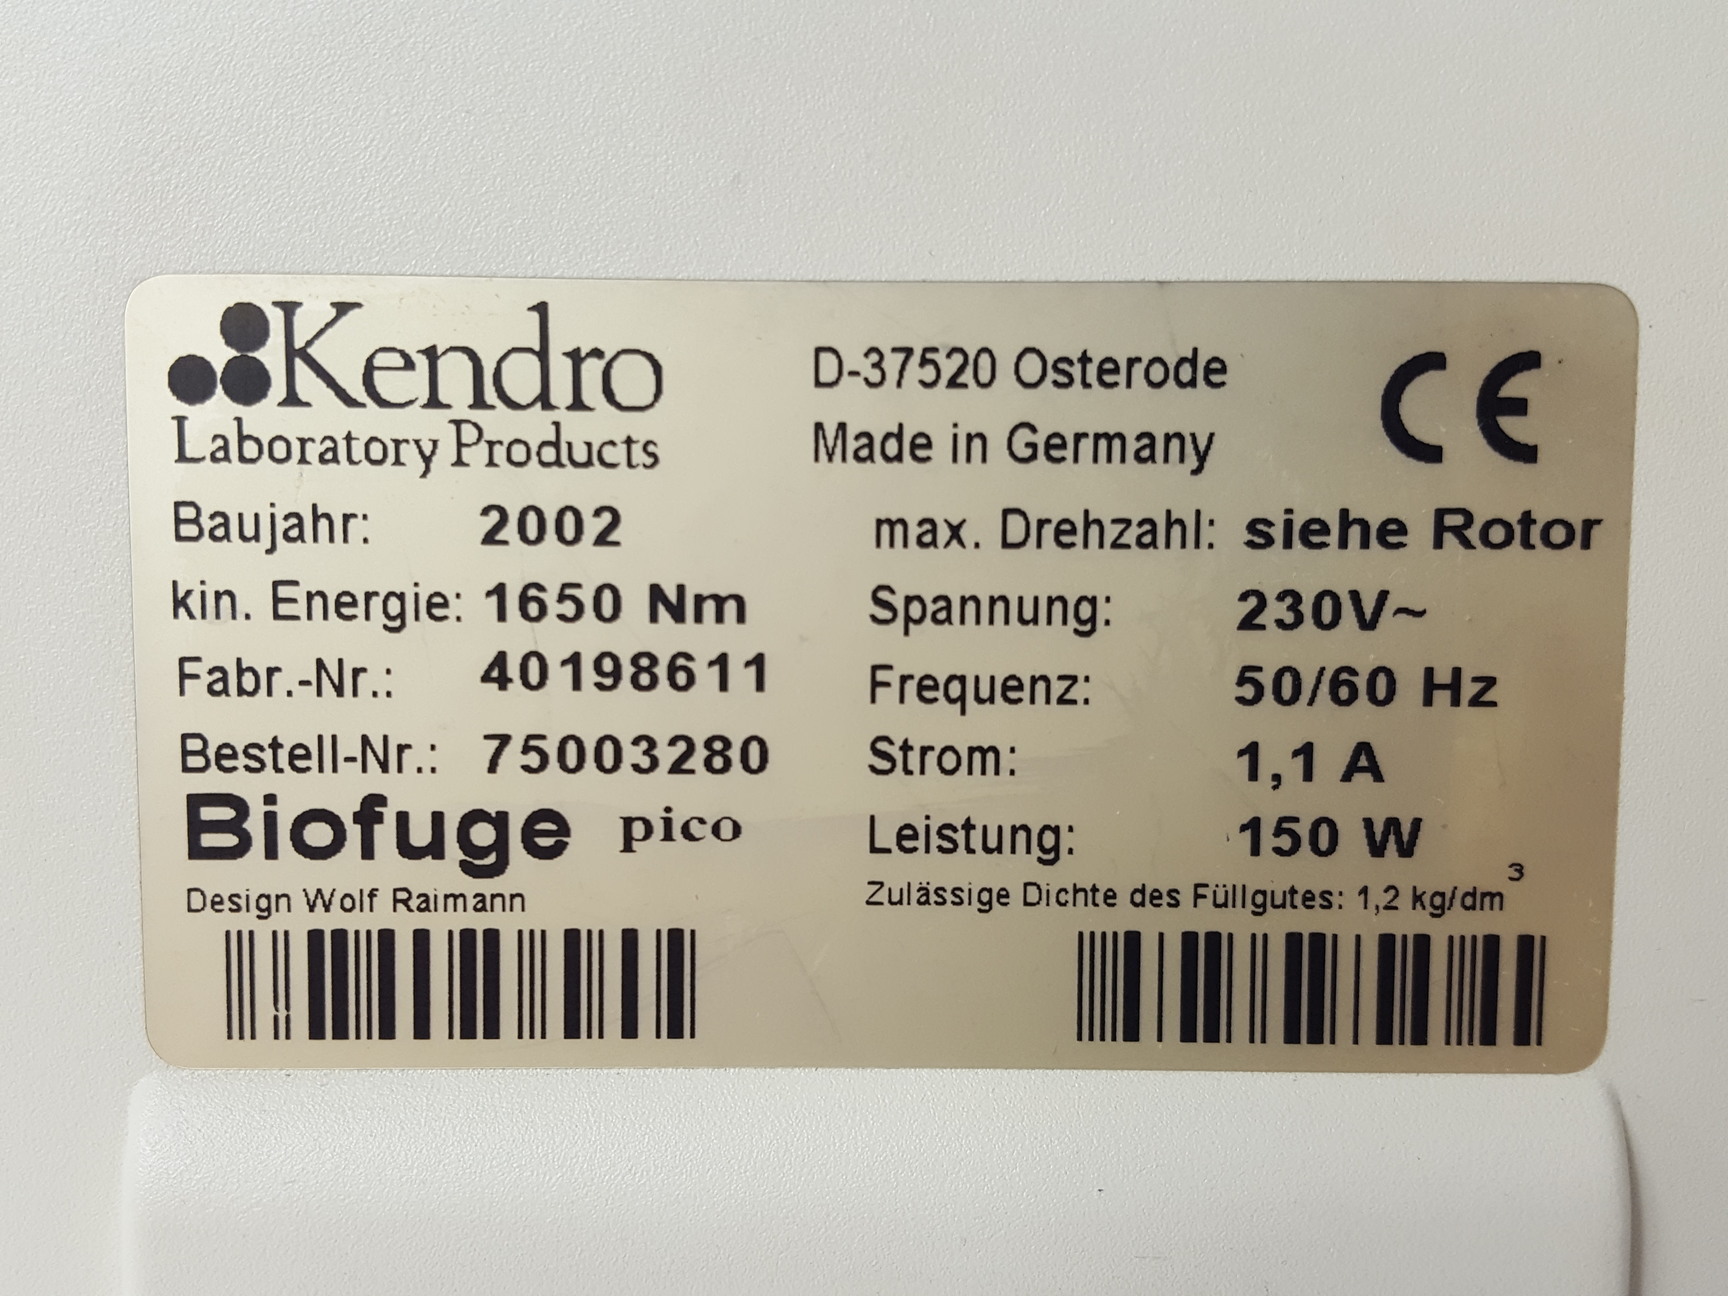 Kendro
Laboratory Products
D-37520 Osterode
Made in Germany
CE
Baujahr: 2002
kin. Energie: 1650 Nm
Fabr.-Nr.: 40198611
Bestell-Nr.: 75003280
Biofuge pico
Design Wolf Raimann
max. Drehzahl: siehe Rotor
Spannung: 230V~
Frequenz: 50/60 Hz
Strom: 1,1 A
Leistung: 150 W
Zulässige Dichte des Füllgutes: 1,2 kg/dm³